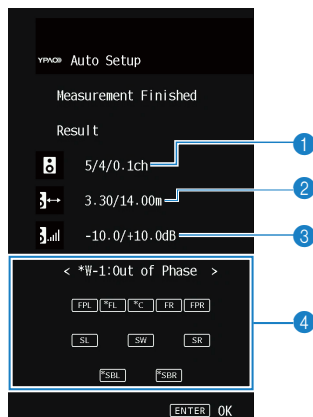 YPAO Auto Setup
Measurement Finished
Result
5/4/0.1ch 1
3.30/14.00m 2
-10.0/+10.0dB 3
< *W-1:Out of Phase >
FPL *FL *C FR FPR
4
SL SW SR
*SBL *SBR
ENTER OK